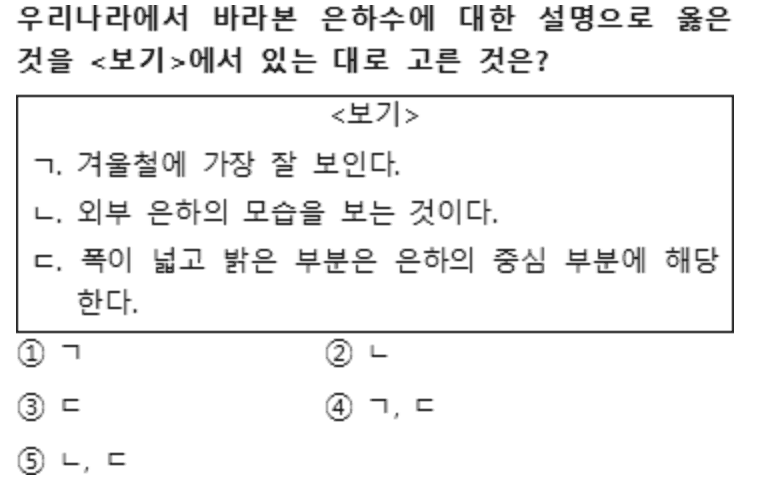 우리나라에서 바라본 은하수에 대한 설명으로 옳은
것을 <보기>에서 있는 대로 고른 것은?
<보기>
ㄱ. 겨울철에 가장 잘 보인다.
ㄴ. 외부 은하의 모습을 보는 것이다.
ㄷ. 폭이 넓고 밝은 부분은 은하의 중심 부분에 해당
한다.
① ㄱ ② ㄴ
③ ㄷ ④ ㄱ, ㄷ
⑤ ㄴ, ㄷ